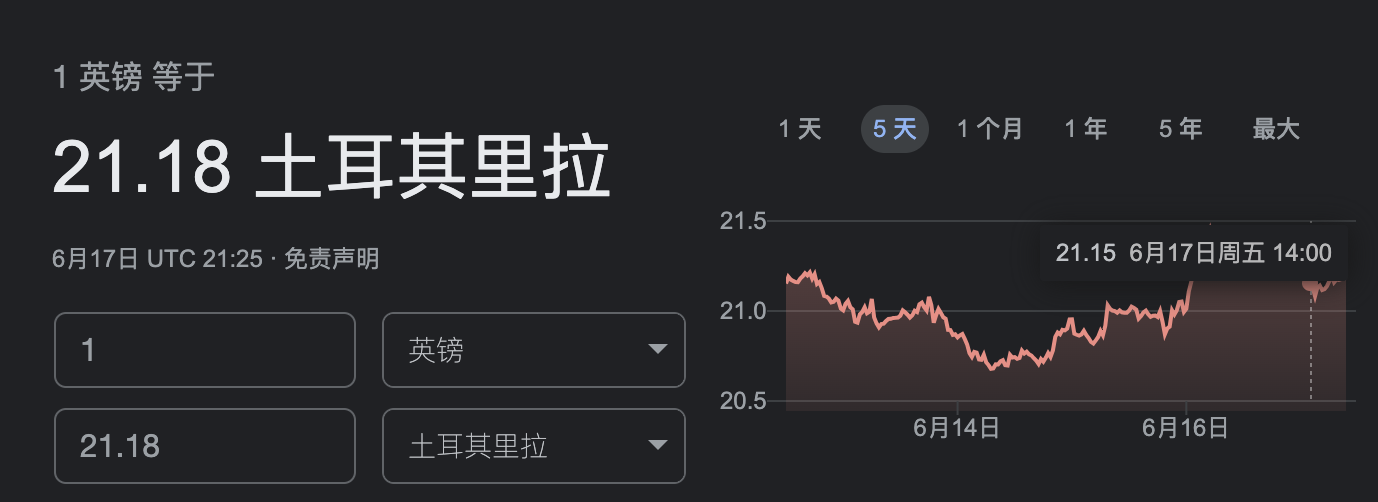 1 英镑 等于
21.18 土耳其里拉
6月17日 UTC 21:25 · 免责声明
1
英镑
21.18
土耳其里拉
1 天 5 天 1 个月 1 年 5 年 最大
21.5
21.15 6月17日周五 14:00
21.0
20.5
6月14日 6月16日